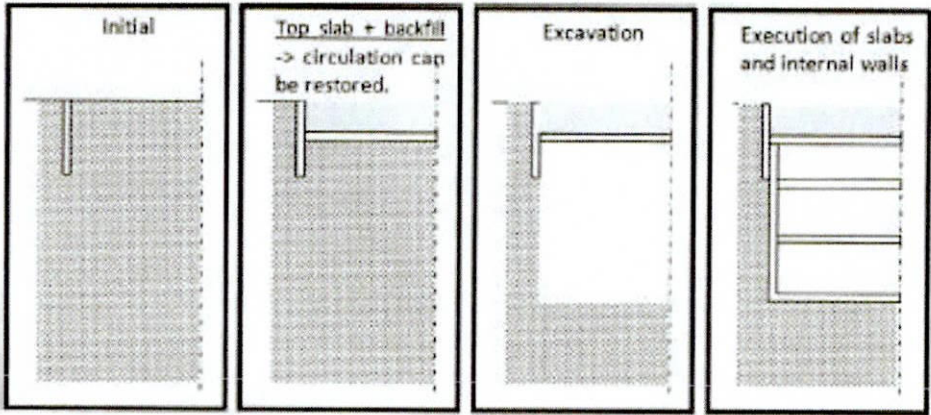 Initial
Top slab + backfill
-> circulation can
be restored.
Excavation
Execution of slabs
and internal walls